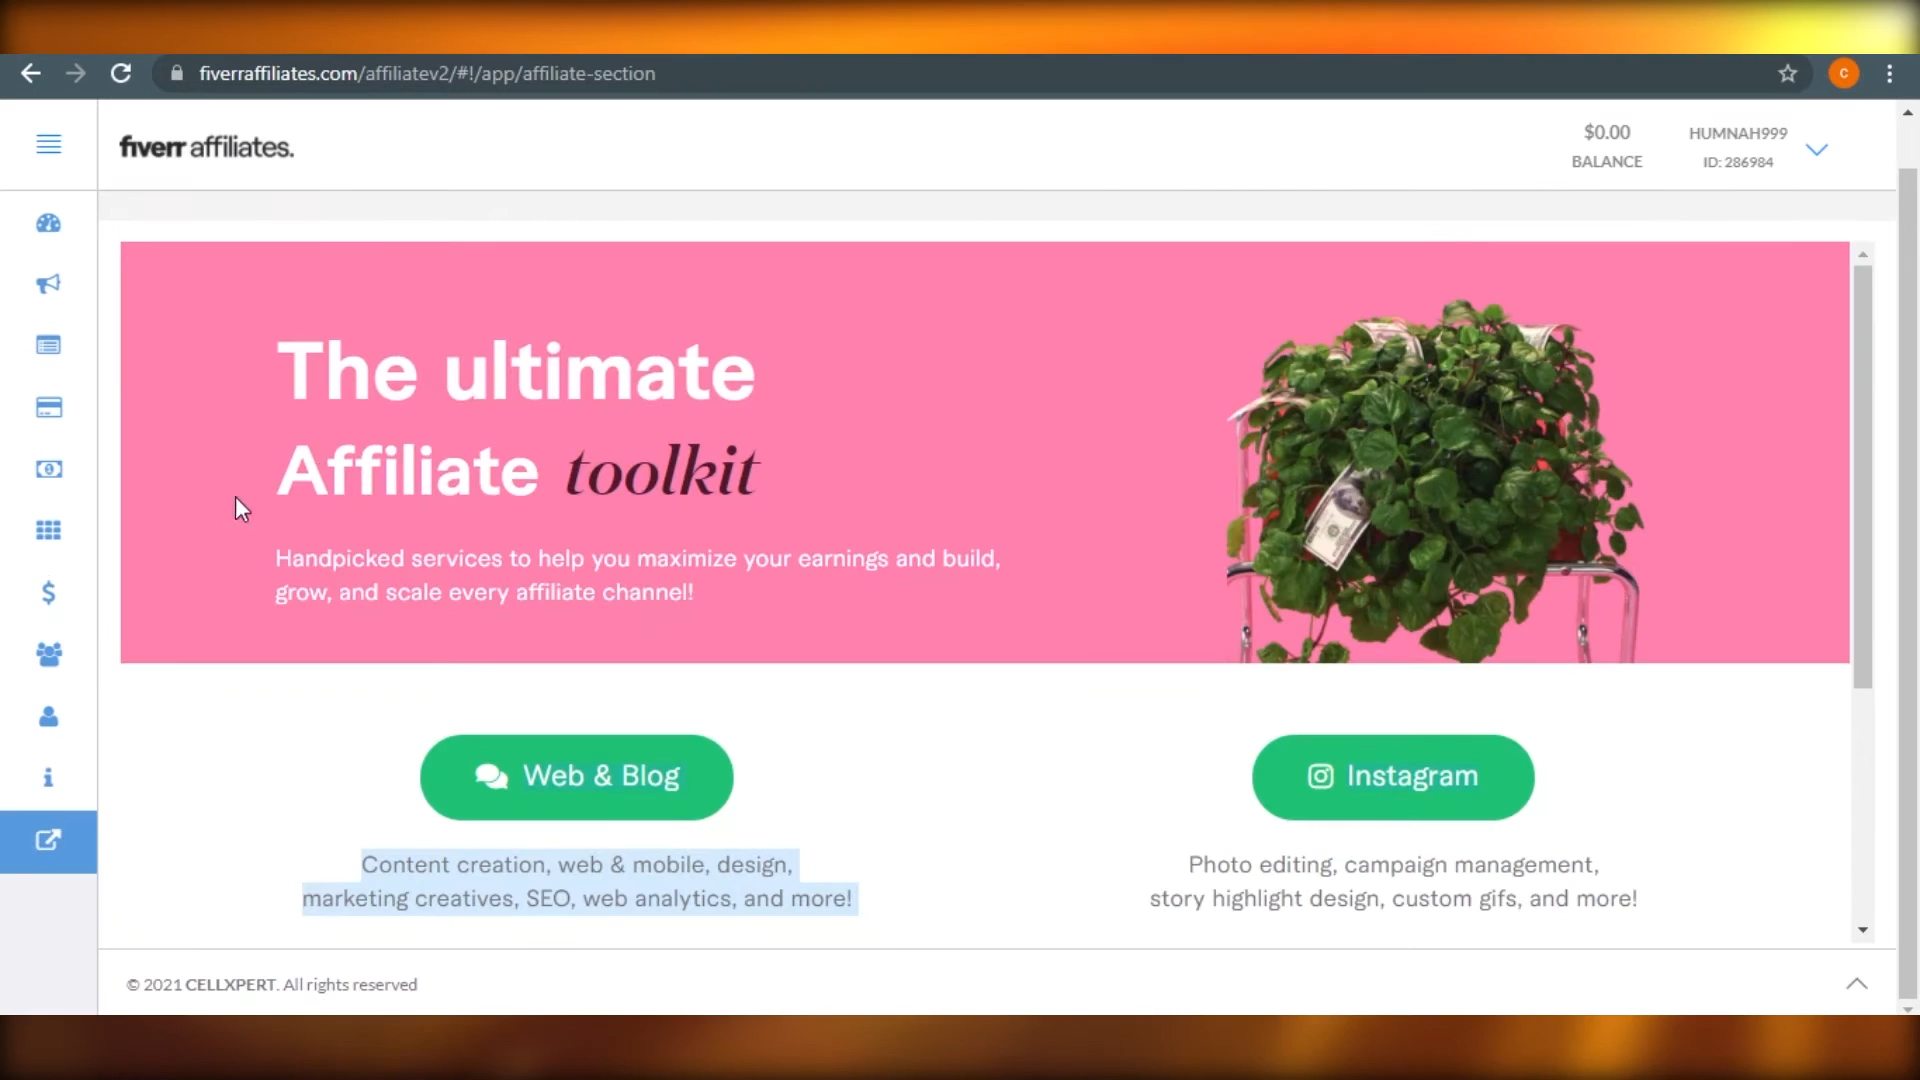 fiverraffiliates.com/affiliatev2/#!/app/affiliate-section
C
fiverr affiliates.
$0.00
BALANCE
HUMNAH999
ID: 286984
The ultimate
Affiliate toolkit
Handpicked services to help you maximize your earnings and build,
grow, and scale every affiliate channel!
Web & Blog
Content creation, web & mobile, design,
marketing creatives, SEO, web analytics, and more!
Instagram
Photo editing, campaign management,
story highlight design, custom gifs, and more!
© 2021 CELLXPERT. All rights reserved